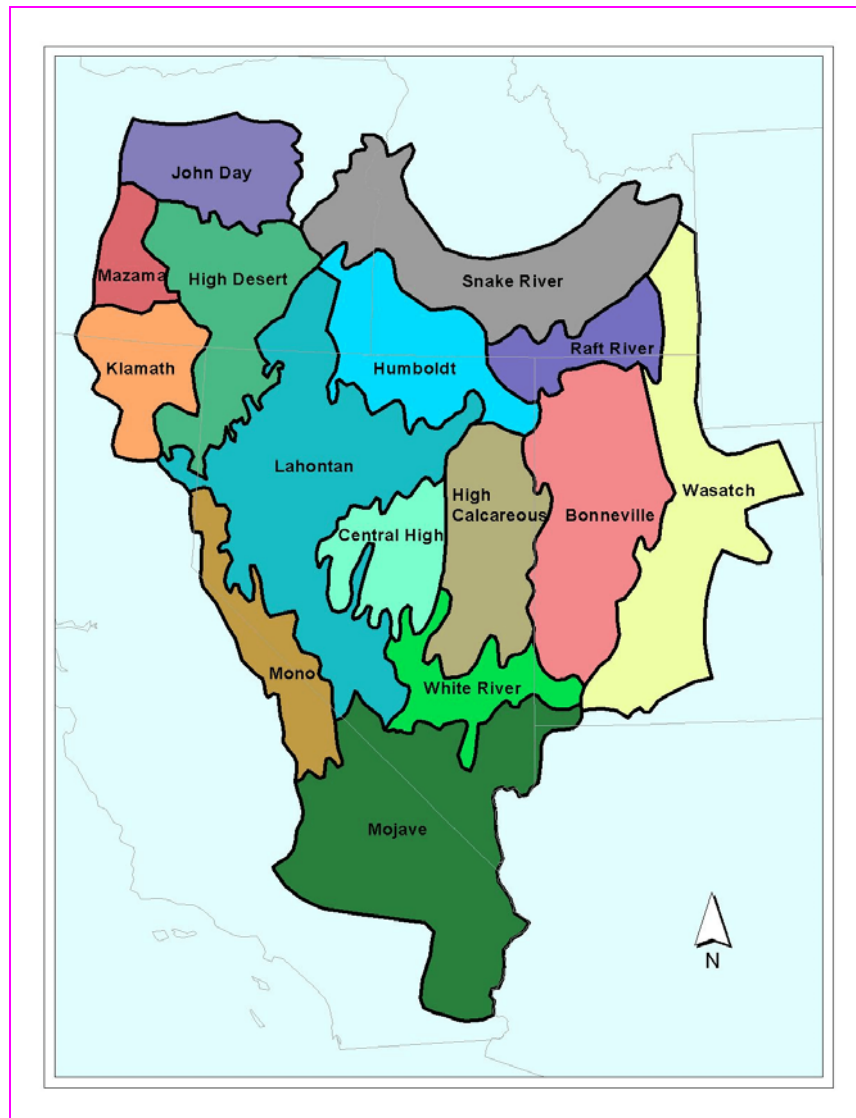 John Day
Mazama
High Desert
Snake River
Klamath
Humboldt
Raft River
Lahontan
High
Calcareous
Central High
Bonneville
Wasatch
Mono
White River
Mojave
N